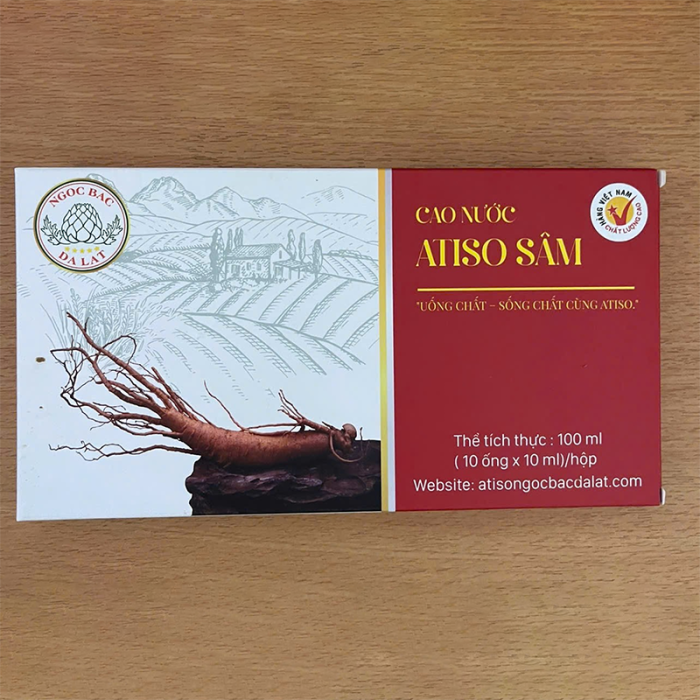 NGOC BAC
DA LAT
CAO NƯỚC
ATISO SÂM
"UỐNG CHẤT – SỐNG CHẤT CÙNG ATISO."
HÀNG VIỆT NAM
CHẤT LƯỢNG CAO
Thể tích thực : 100 ml
( 10 ống x 10 ml)/hộp
Website: atisongocbacdalat.com